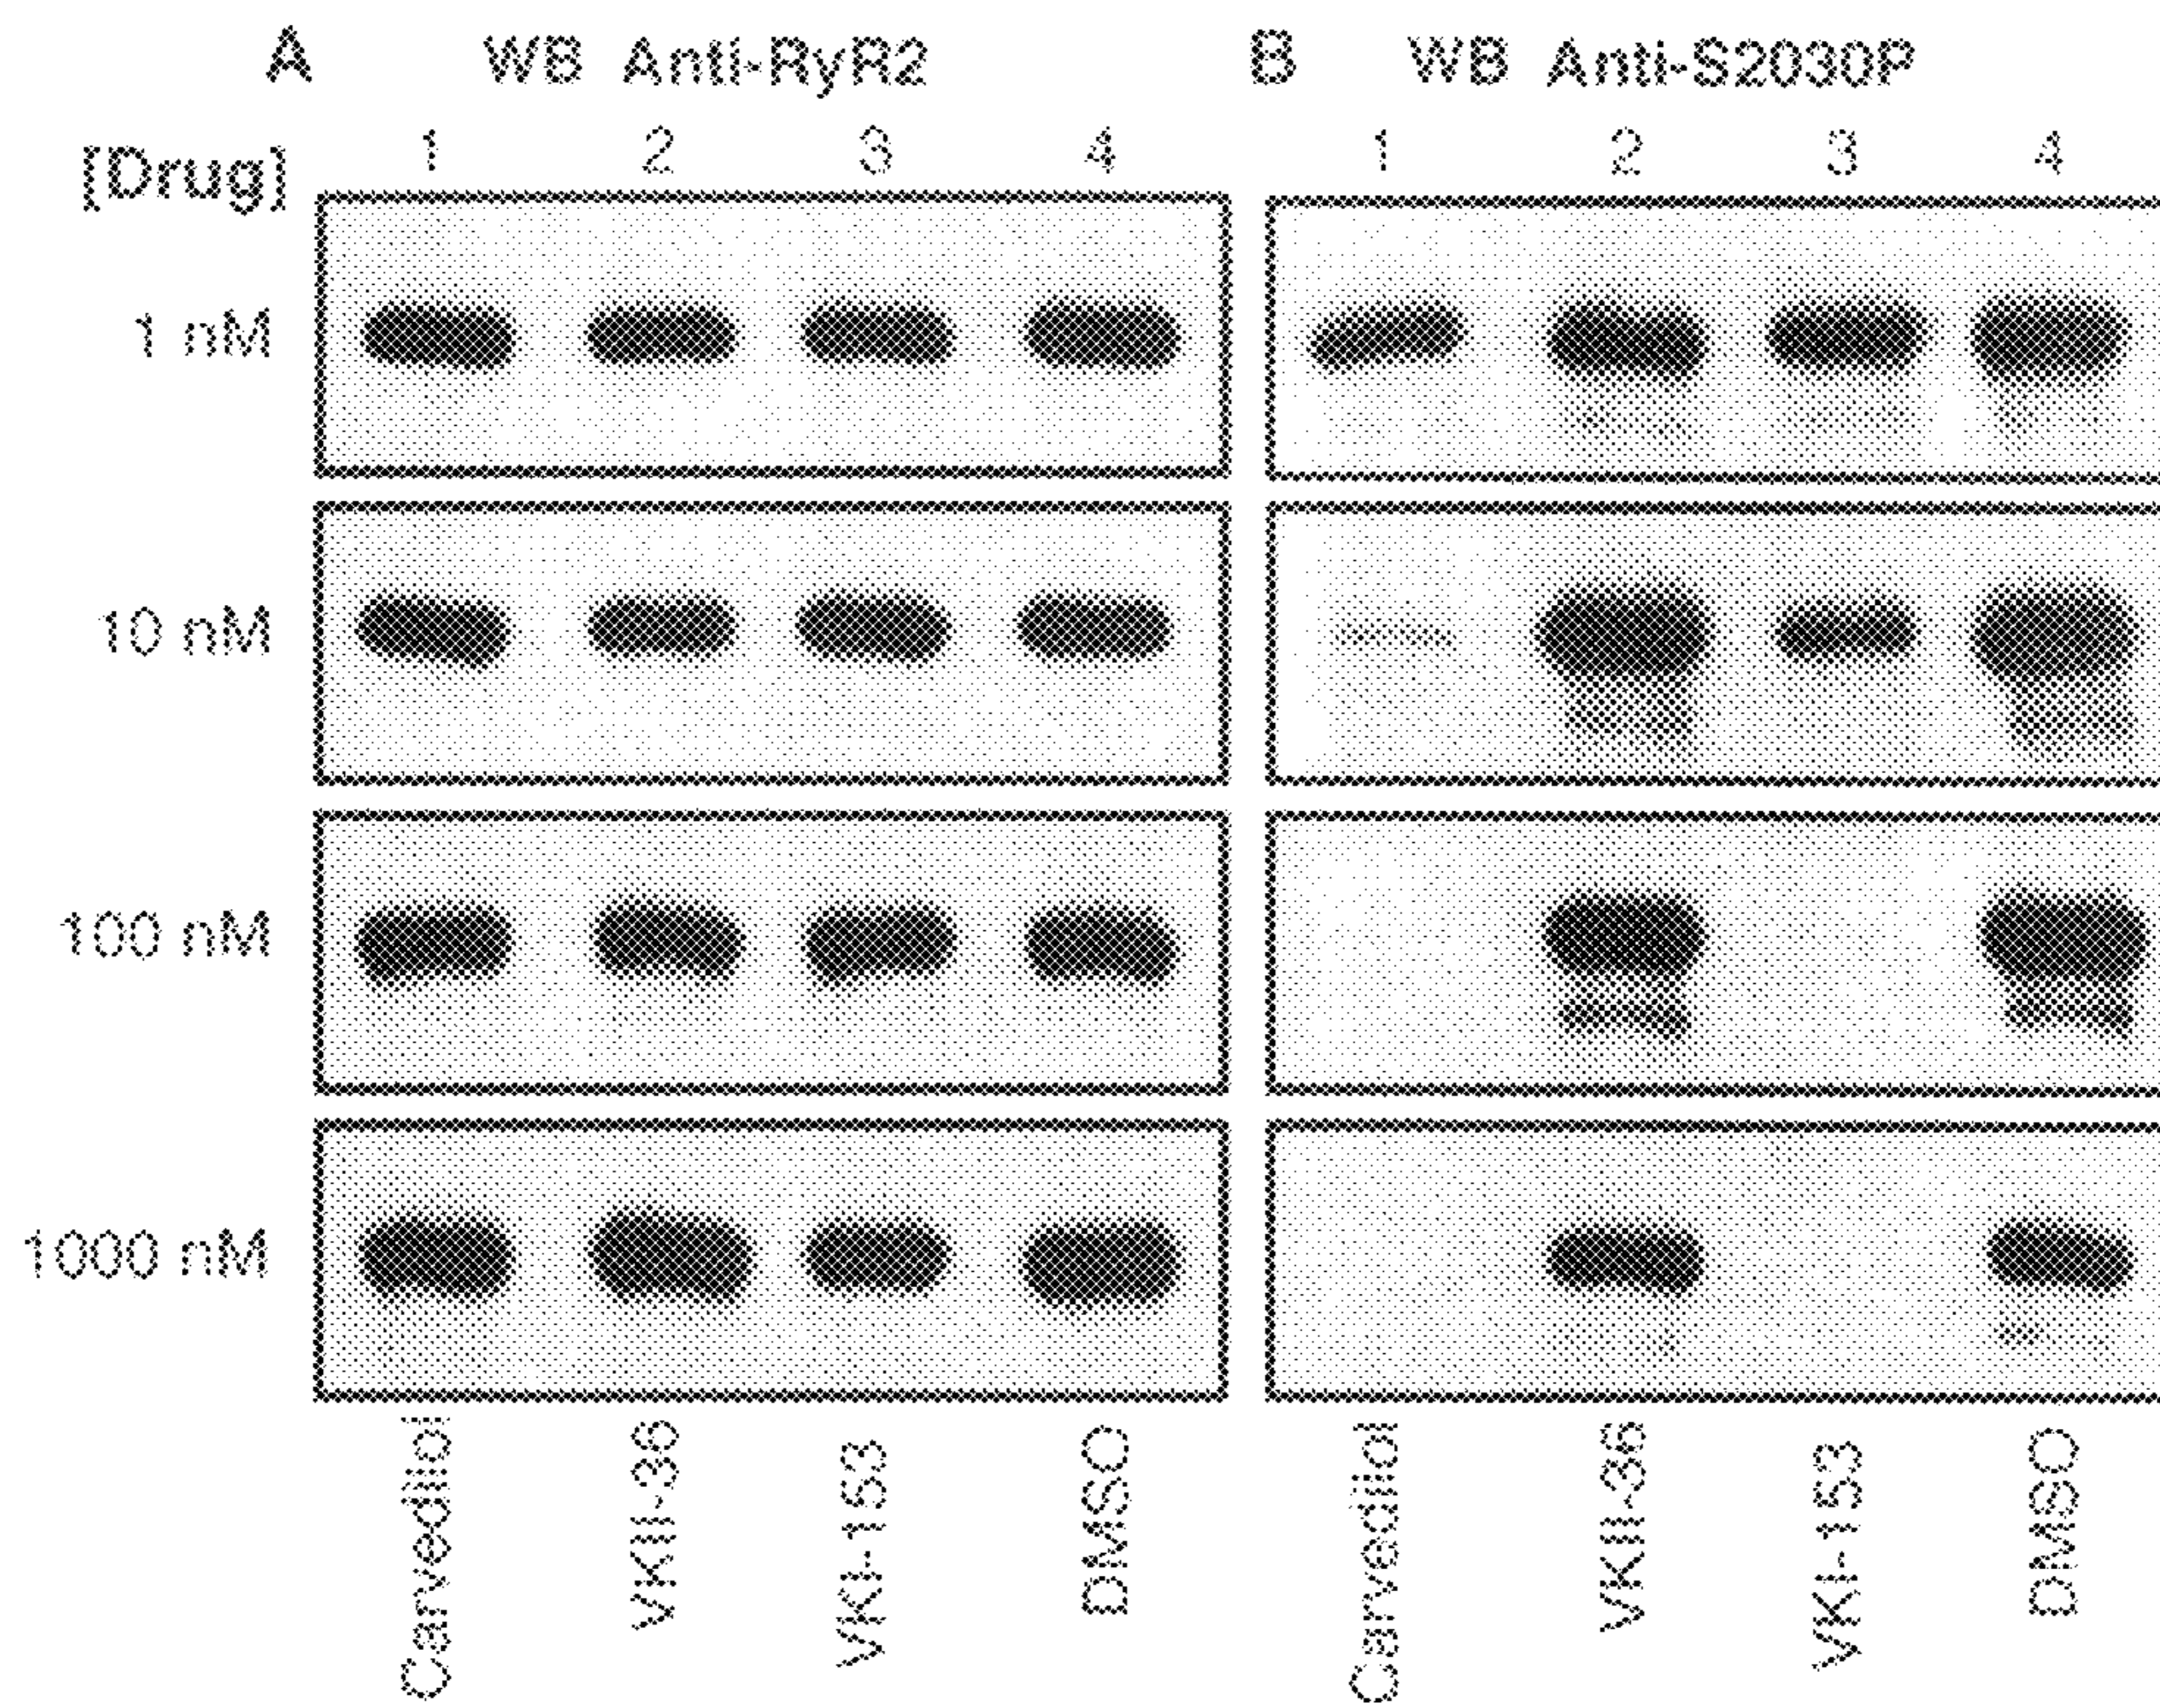 A WB Anti-RyR2 B WB Anti-S2030P
[Drug] 1 2 3 4 1 2 3 4
1 nM
10 nM
100 nM
1000 nM
Carvedilol VKII-36 VKI-153 DMSO Carvedilol VKII-36 VKI-153 DMSO